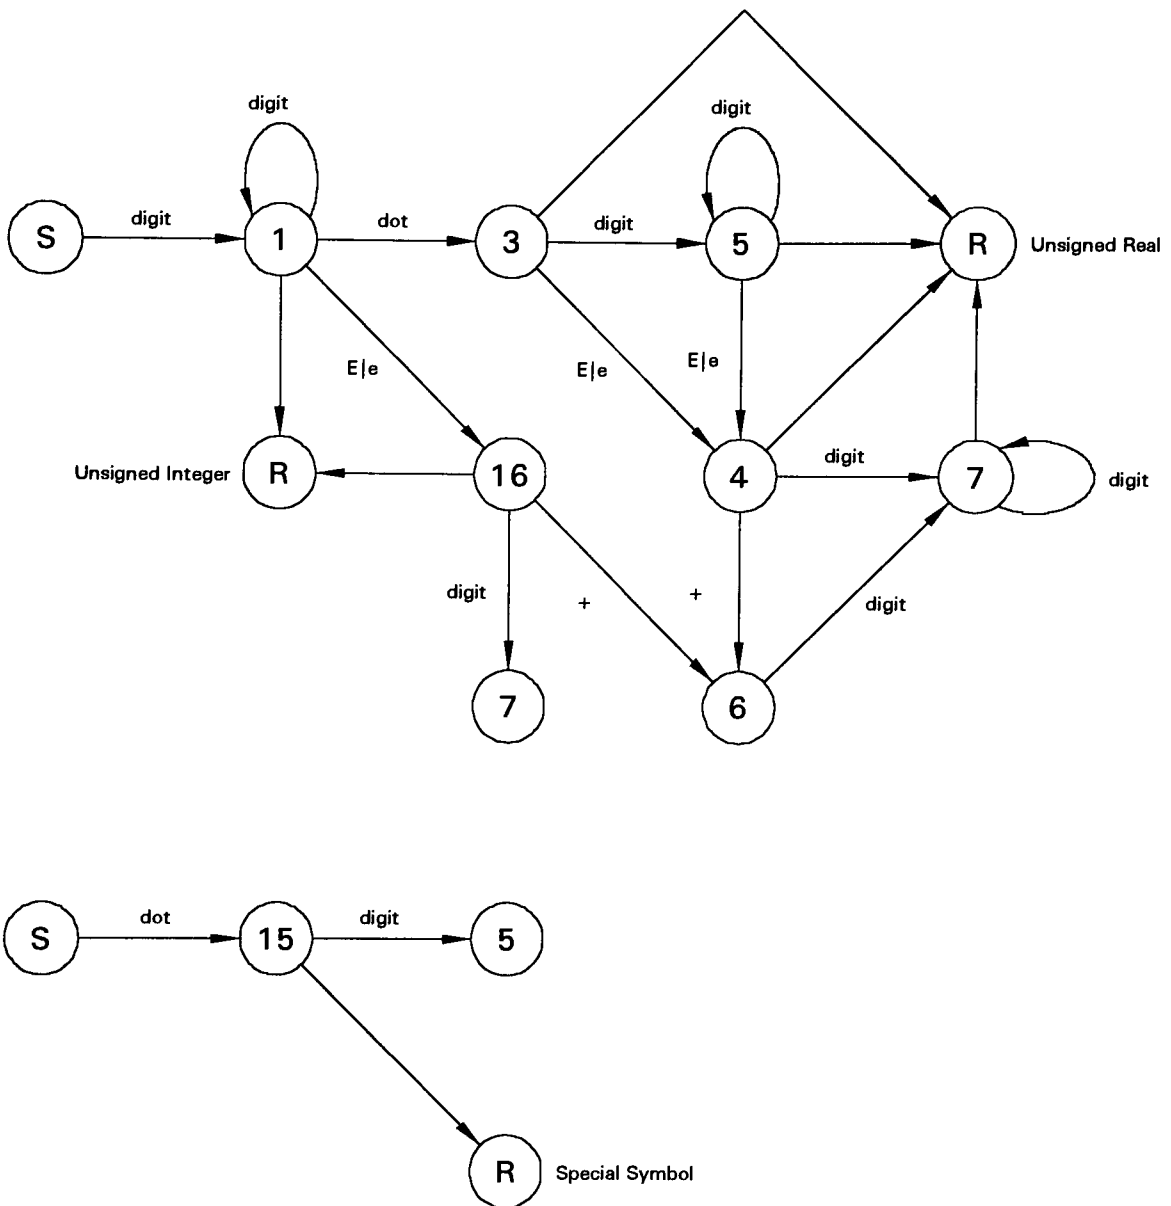 digit
digit
S
digit
1
dot
3
digit
5
R
Unsigned Real
E|e
E|e
E|e
Unsigned Integer
R
16
4
digit
7
digit
digit
+
+
digit
7
6
S
dot
15
digit
5
R
Special Symbol